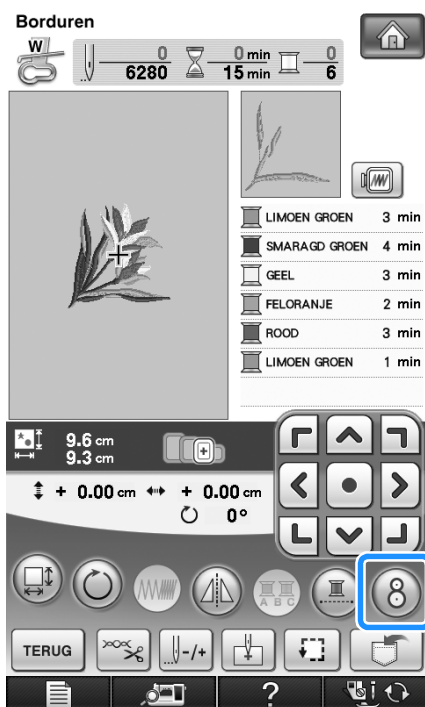 Borduren
W
0 0 min 0
6280 15 min 6
LIMOEN GROEN 3 min
SMARAGD GROEN 4 min
GEEL 3 min
FELORANJE 2 min
ROOD 3 min
LIMOEN GROEN 1 min
9.6 cm
9.3 cm
+ 0.00 cm + 0.00 cm
0°
A B C
TERUG -/+
?